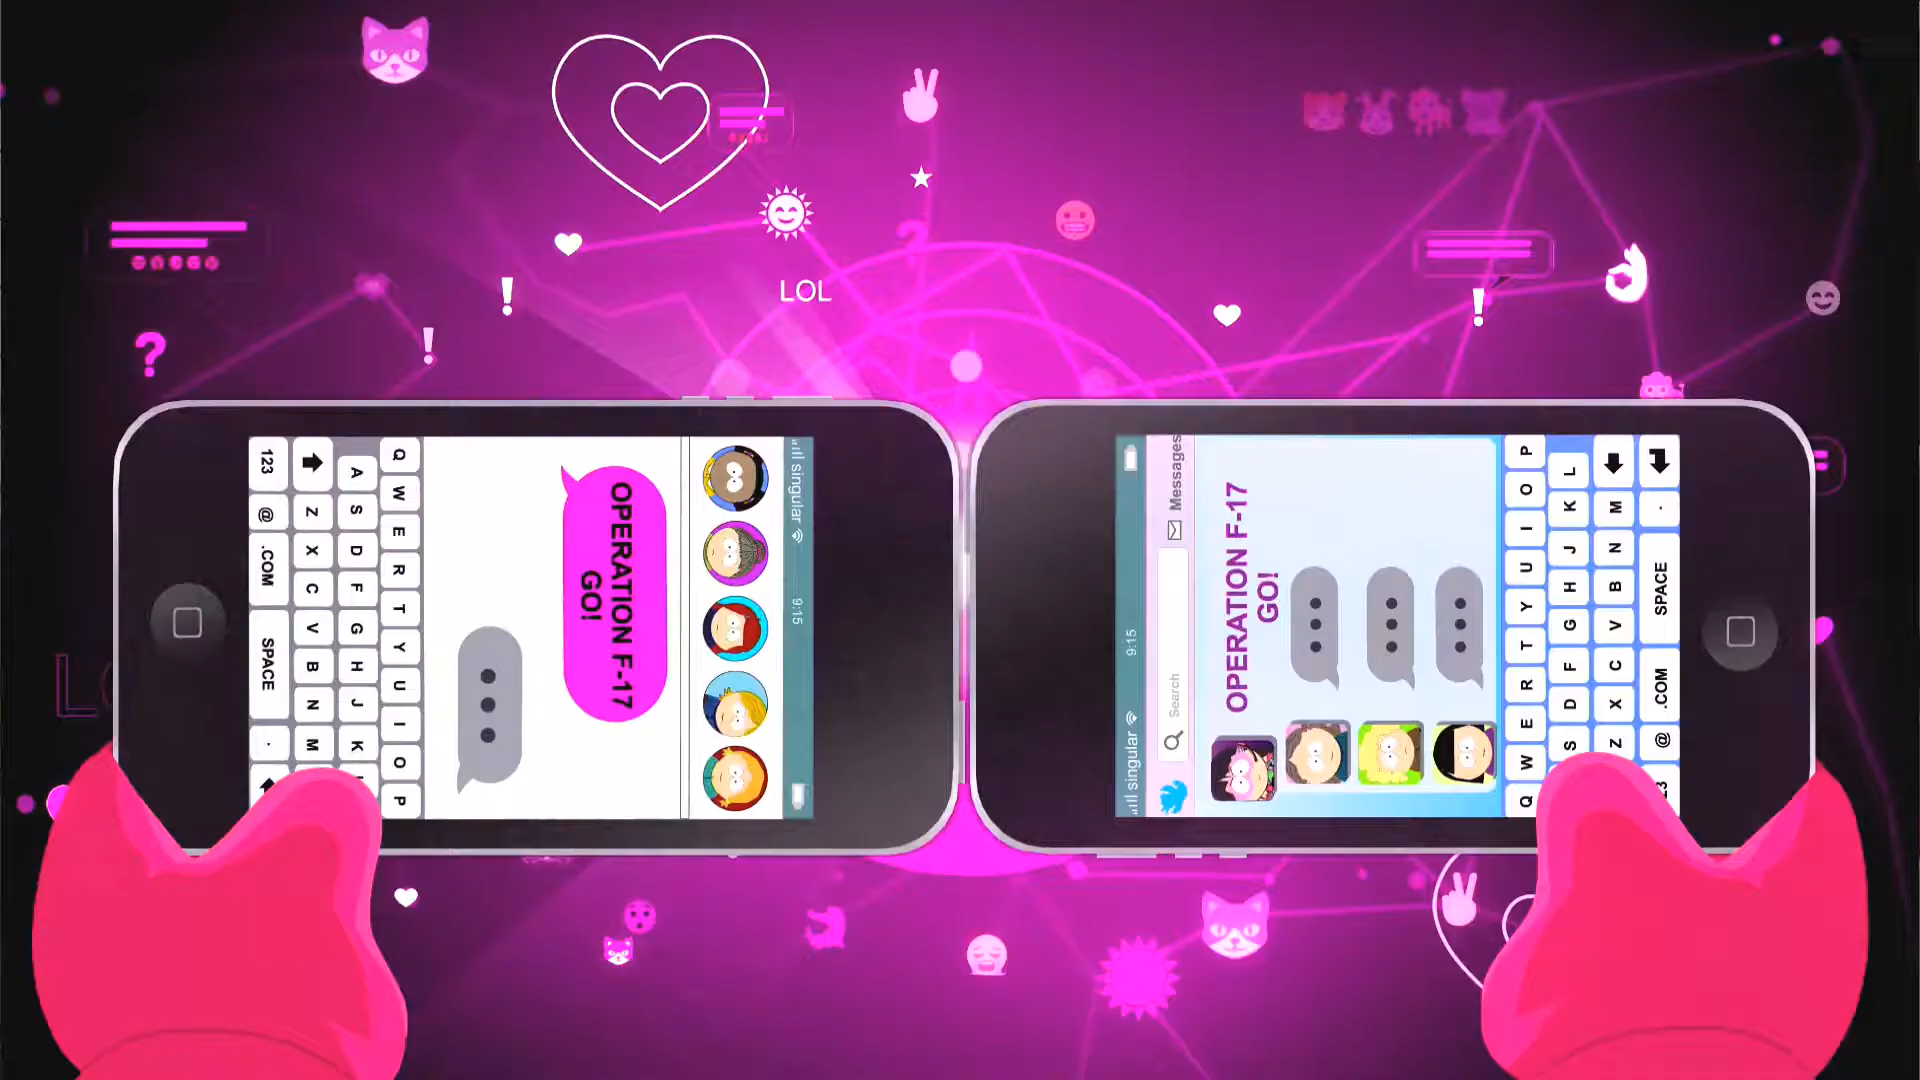 LOL
!
!
!
?
?
singular
9:15
OPERATION F-17
GO!
Q W E R T Y U I O P
A S D F G H J K
Z X C V B N M
123 @ .COM SPACE .
singular
9:15
Messages
Search
OPERATION F-17
GO!
Q W E R T Y U I O P
S D F G H J K L
Z X C V B N M
@ .COM SPACE .